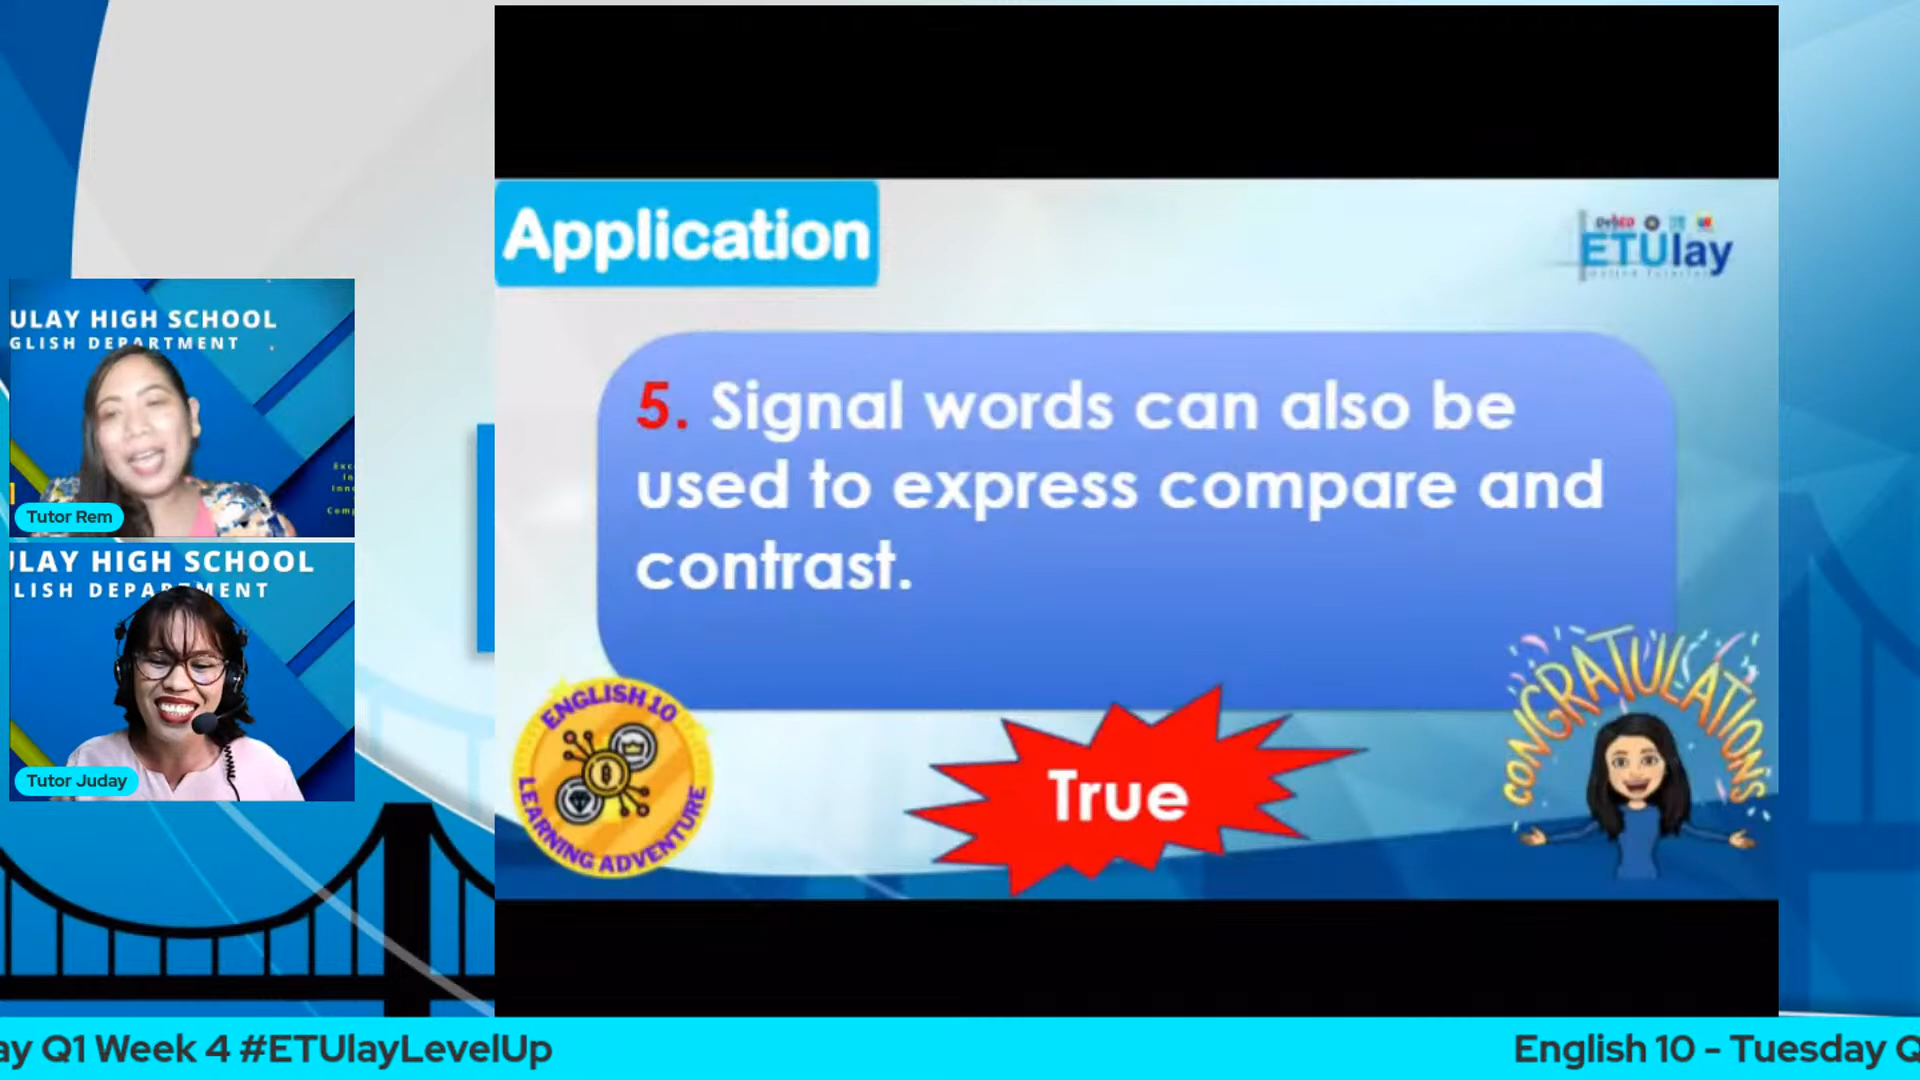 Application
DepED
ETUlay
5. Signal words can also be
used to express compare and
contrast.
CONGRATULATIONS
ENGLISH 10
LEARNING ADVENTURE
True
ULAY HIGH SCHOOL
GLISH DEPARTMENT
Tutor Rem
ULAY HIGH SCHOOL
LISH DEPARTMENT
Tutor Juday
ay Q1 Week 4 #ETUlayLevelUp
English 10 - Tuesday Q